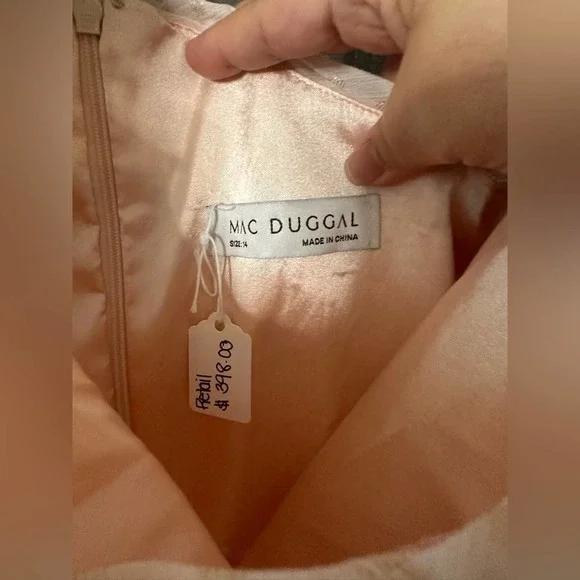 MAC DUGGAL
SIZE: 14
MADE IN CHINA
Retail
$398.00